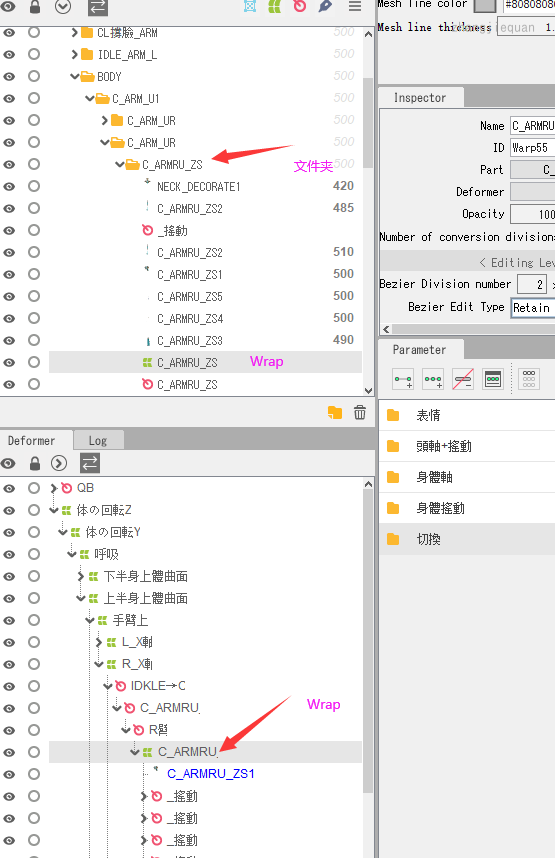 Mesh line color #8080808
zhongjiequan
Mesh line thickness 1.
CL撐臉_ARM 500
IDLE_ARM_L 500
BODY 500
C_ARM_U1 500
C_ARM_UR 500
C_ARM_UR 500
C_ARMRU_ZS 文件夹 500
NECK_DECORATE1 420
C_ARMRU_ZS2 485
_搖動
C_ARMRU_ZS2 510
C_ARMRU_ZS1 500
C_ARMRU_ZS5 500
C_ARMRU_ZS4 500
C_ARMRU_ZS3 490
C_ARMRU_ZS Wrap
C_ARMRU_ZS
Inspector
Name C_ARMRU
ID Warp55
Part C_
Deformer
Opacity 100
Number of conversion divisions
< Editing Lev
Bezier Division number 2 x
Bezier Edit Type Retain
Parameter
表情
頭軸+搖動
身體軸
身體搖動
切換
Deformer Log
QB
体の回転Z
体の回転Y
呼吸
下半身上體曲面
上半身上體曲面
手臂上
L_X軸
R_X軸
IDKLE→C
C_ARMRU_
Wrap
R臂
C_ARMRU_
C_ARMRU_ZS1
_搖動
_搖動
_搖動